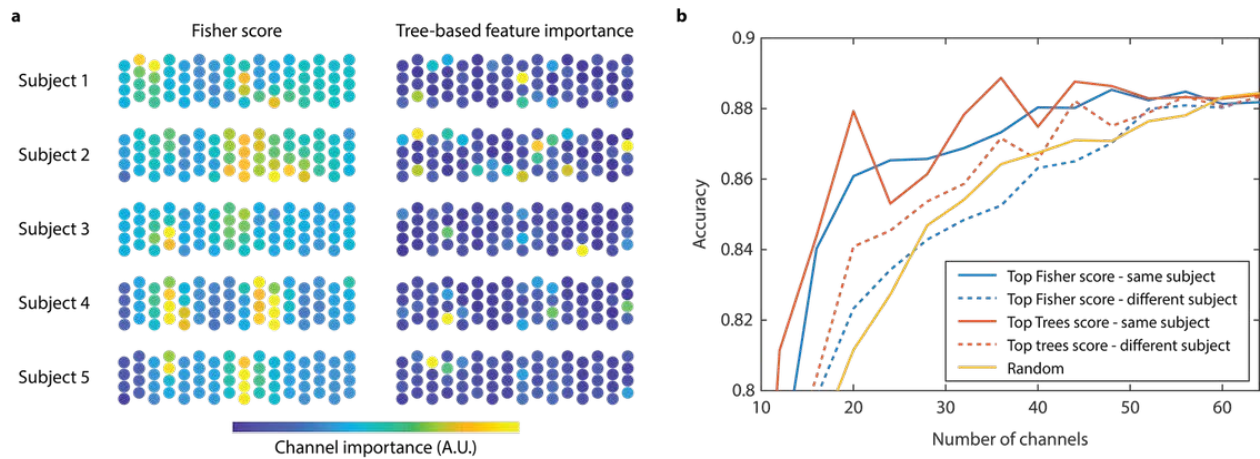 a
Fisher score
Tree-based feature importance
Subject 1
Subject 2
Subject 3
Subject 4
Subject 5
Channel importance (A.U.)
b
0.9
0.88
0.86
0.84
0.82
0.8
Accuracy
10
20
30
40
50
60
Number of channels
Top Fisher score - same subject
Top Fisher score - different subject
Top Trees score - same subject
Top trees score - different subject
Random